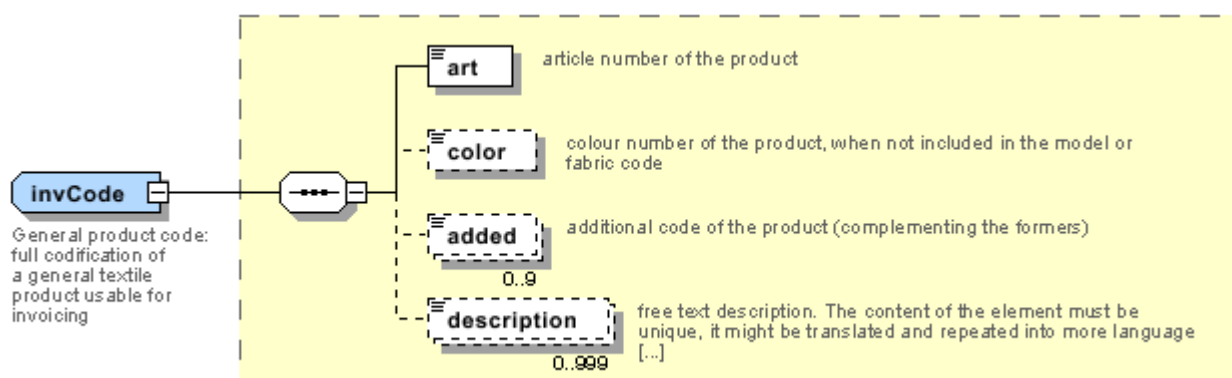 art
article number of the product
color
colour number of the product, when not included in the model or
fabric code
invCode
General product code:
full codification of
a general textile
product usable for
invoicing
added
additional code of the product (complementing the formers)
0..9
description
free text description. The content of the element must be
unique, it might be translated and repeated into more language
[...]
0..999